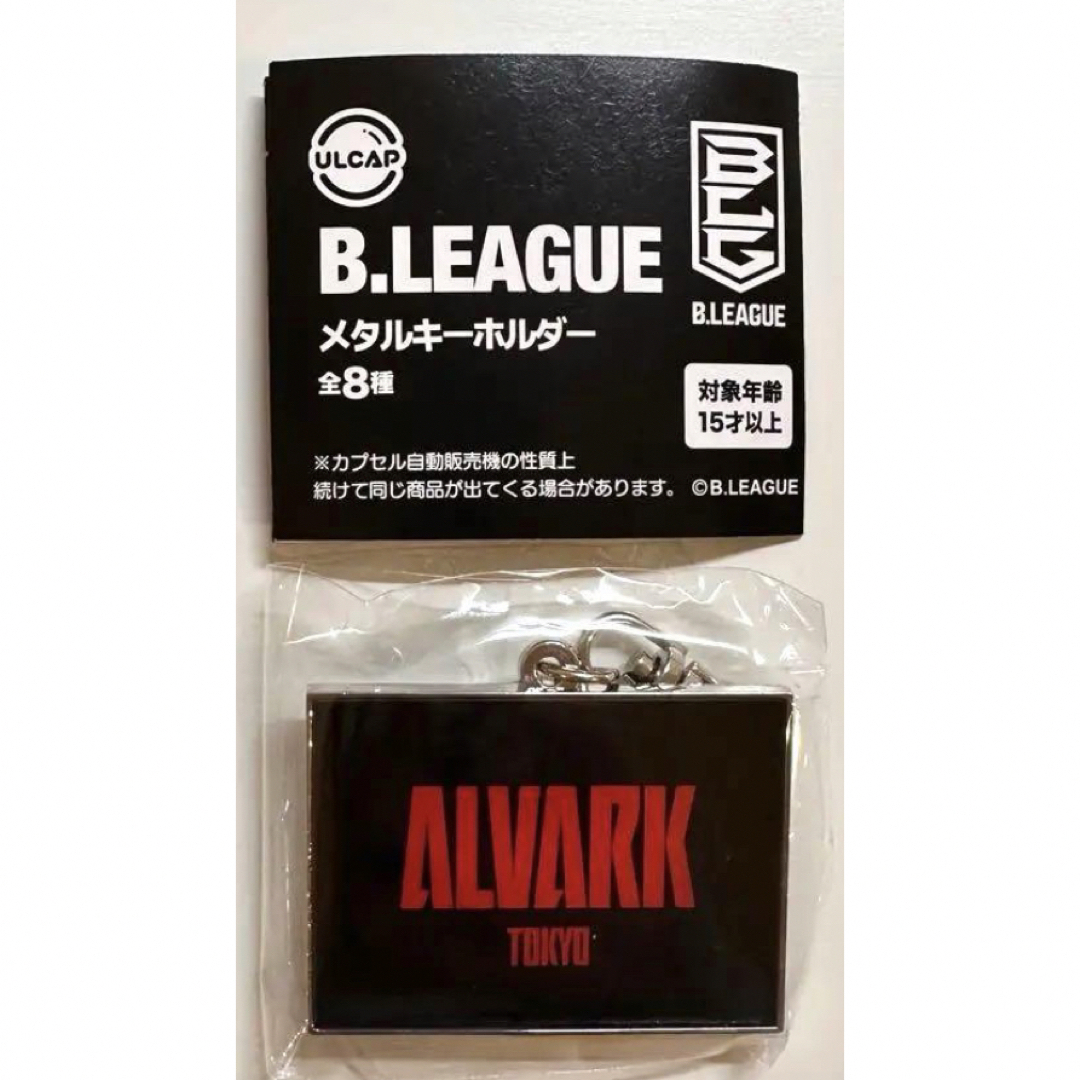 ULCAP
B.LEAGUE
メタルキーホルダー
全8種
※カプセル自動販売機の性質上
続けて同じ商品が出てくる場合があります。
BLG
B.LEAGUE
対象年齢
15才以上
©B.LEAGUE
ALVARK
TOKYO